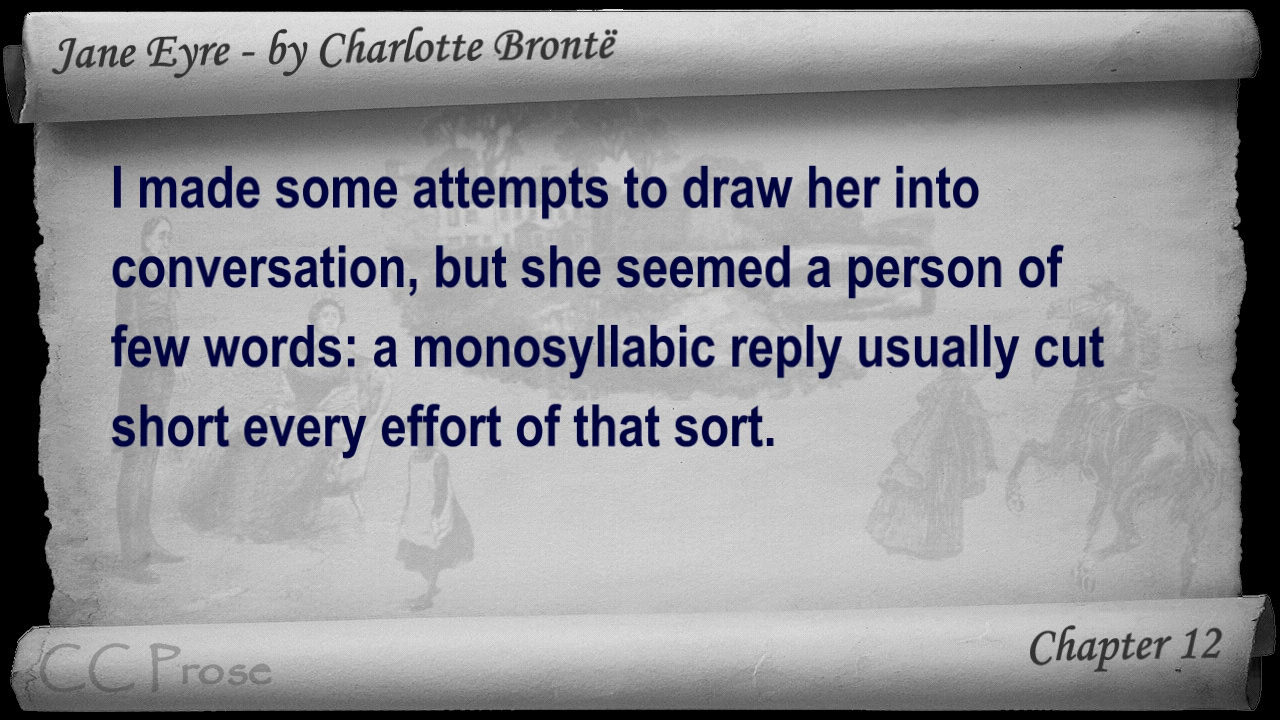 Jane Eyre - by Charlotte Brontë
I made some attempts to draw her into
conversation, but she seemed a person of
few words: a monosyllabic reply usually cut
short every effort of that sort.
CC Prose
Chapter 12